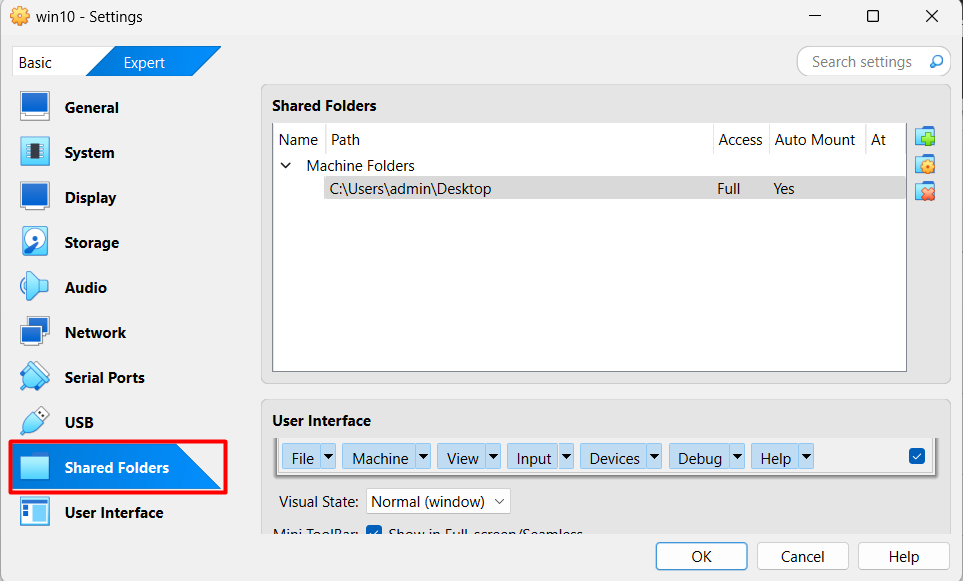 win10 - Settings
Basic
Expert
Search settings
General
System
Display
Storage
Audio
Network
Serial Ports
USB
Shared Folders
User Interface
Shared Folders
Name Path Access Auto Mount At
Machine Folders
C:\Users\admin\Desktop Full Yes
User Interface
File Machine View Input Devices Debug Help
Visual State: Normal (window)
Mini ToolBar: Show in Full-screen/Seamless
OK Cancel Help